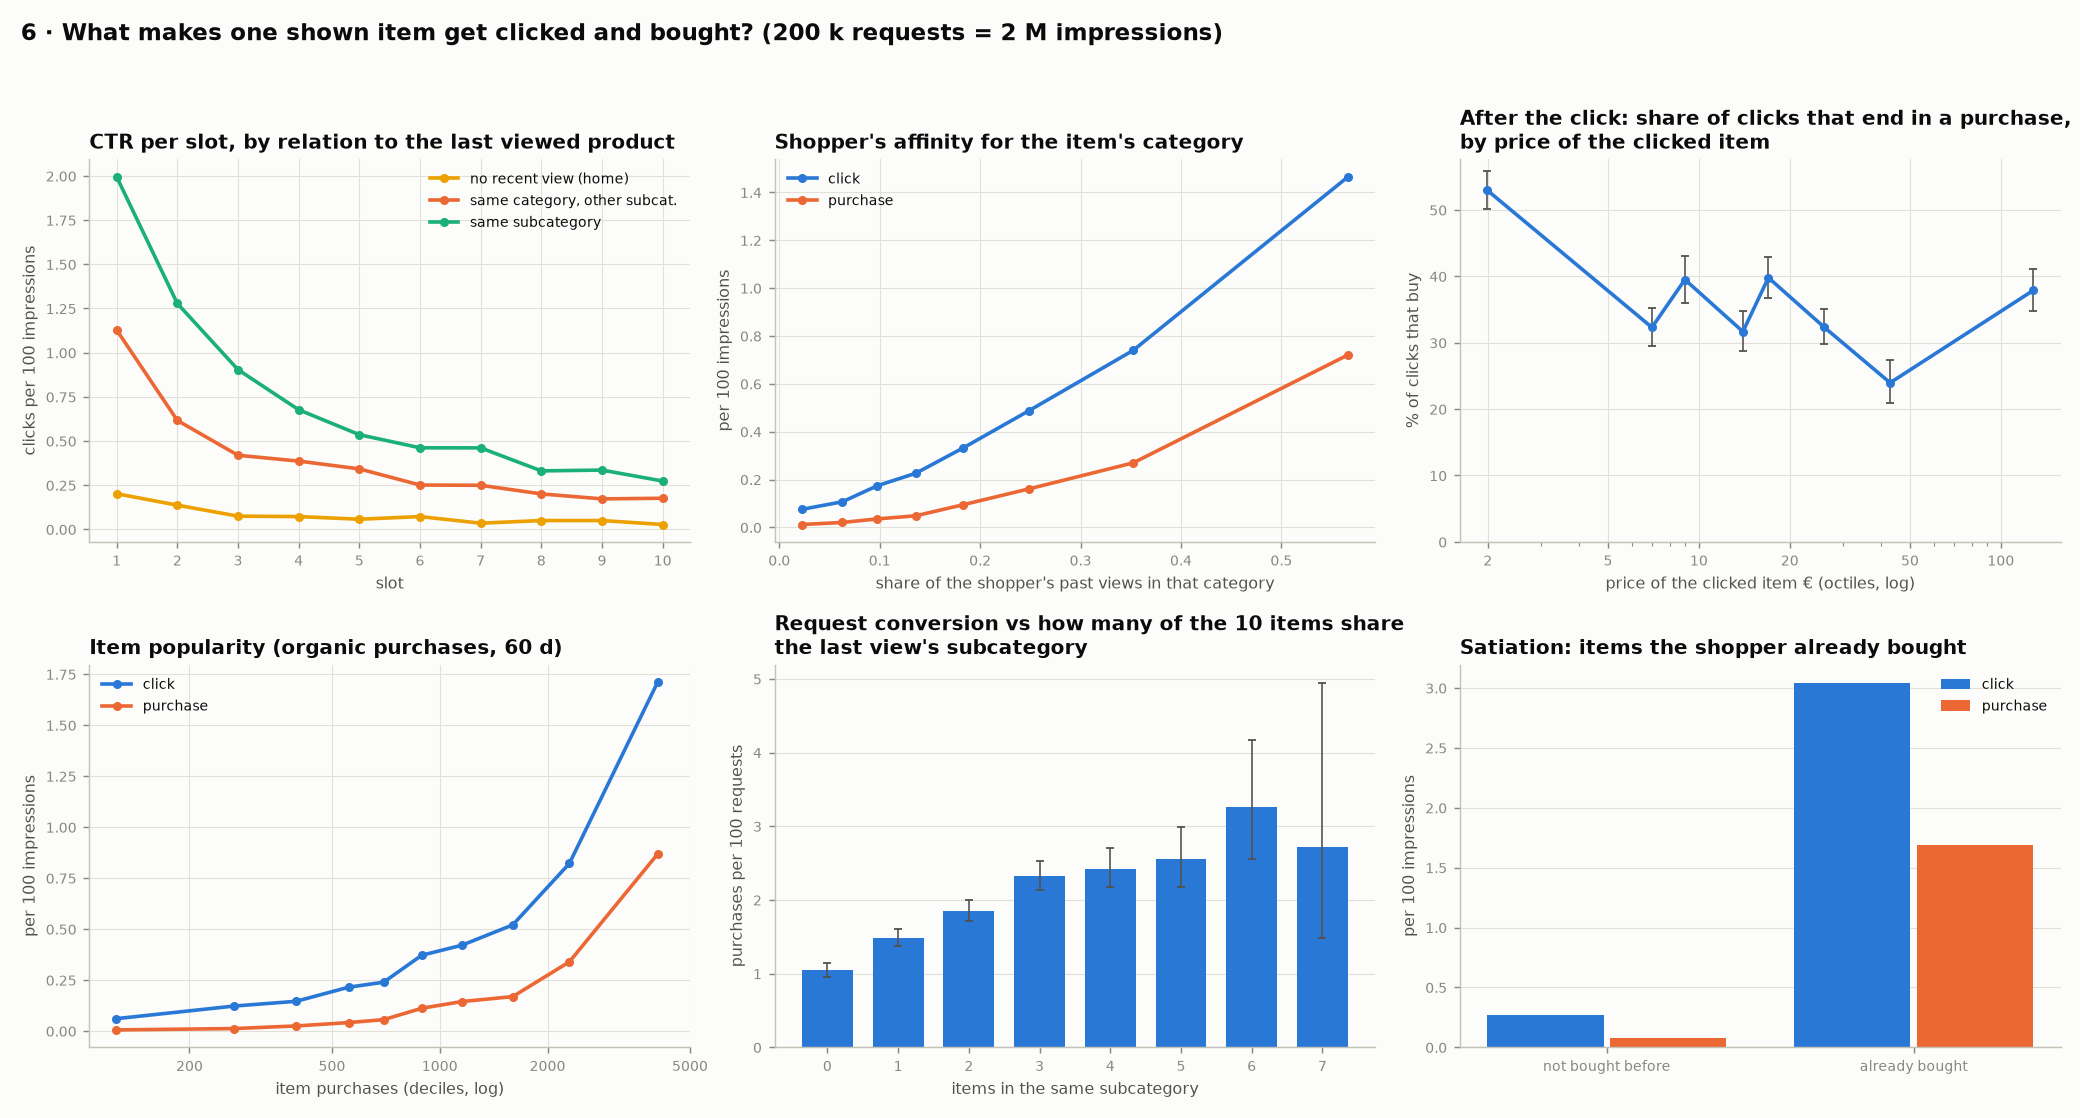 6 · What makes one shown item get clicked and bought? (200 k requests = 2 M impressions)
CTR per slot, by relation to the last viewed product
clicks per 100 impressions
2.00
1.75
1.50
1.25
1.00
0.75
0.50
0.25
0.00
no recent view (home)
same category, other subcat.
same subcategory
1 2 3 4 5 6 7 8 9 10
slot
Shopper's affinity for the item's category
per 100 impressions
1.4
1.2
1.0
0.8
0.6
0.4
0.2
0.0
click
purchase
0.0 0.1 0.2 0.3 0.4 0.5
share of the shopper's past views in that category
After the click: share of clicks that end in a purchase,
by price of the clicked item
% of clicks that buy
50
40
30
20
10
0
2 5 10 20 50 100
price of the clicked item € (octiles, log)
Item popularity (organic purchases, 60 d)
per 100 impressions
1.75
1.50
1.25
1.00
0.75
0.50
0.25
0.00
click
purchase
200 500 1000 2000 5000
item purchases (deciles, log)
Request conversion vs how many of the 10 items share
the last view's subcategory
purchases per 100 requests
5
4
3
2
1
0
0 1 2 3 4 5 6 7
items in the same subcategory
Satiation: items the shopper already bought
per 100 impressions
3.0
2.5
2.0
1.5
1.0
0.5
0.0
click
purchase
not bought before
already bought